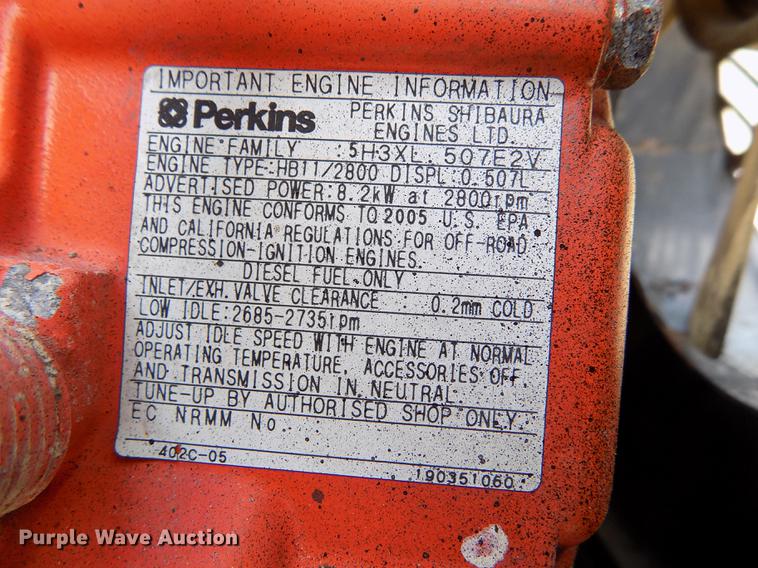 IMPORTANT ENGINE INFORMATION
Perkins PERKINS SHIBAURA
ENGINES LTD.
ENGINE FAMILY :5H3XL.507E2V
ENGINE TYPE:HB11/2800 DISPL:0.507L
ADVERTISED POWER:8.2kW at 2800rpm
THIS ENGINE CONFORMS TO 2005 U.S. EPA
AND CALIFORNIA REGULATIONS FOR OFF-ROAD
COMPRESSION-IGNITION ENGINES.
DIESEL FUEL ONLY
INLET/EXH.VALVE CLEARANCE : 0.2mm COLD
LOW IDLE:2685-2735rpm
ADJUST IDLE SPEED WITH ENGINE AT NORMAL
OPERATING TEMPERATURE, ACCESSORIES OFF,
AND TRANSMISSION IN NEUTRAL.
TUNE-UP BY AUTHORISED SHOP ONLY.
EC NRMM No
402C-05 190351060
Purple Wave Auction